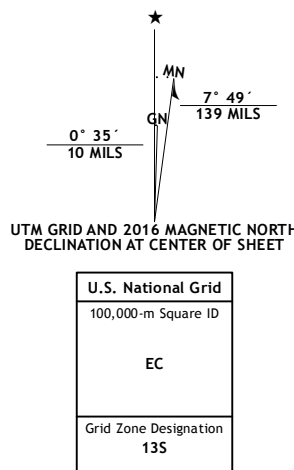 ★
MN
GN
7° 49´
139 MILS
0° 35´
10 MILS
UTM GRID AND 2016 MAGNETIC NORTH
DECLINATION AT CENTER OF SHEET
U.S. National Grid
100,000-m Square ID
EC
Grid Zone Designation
13S